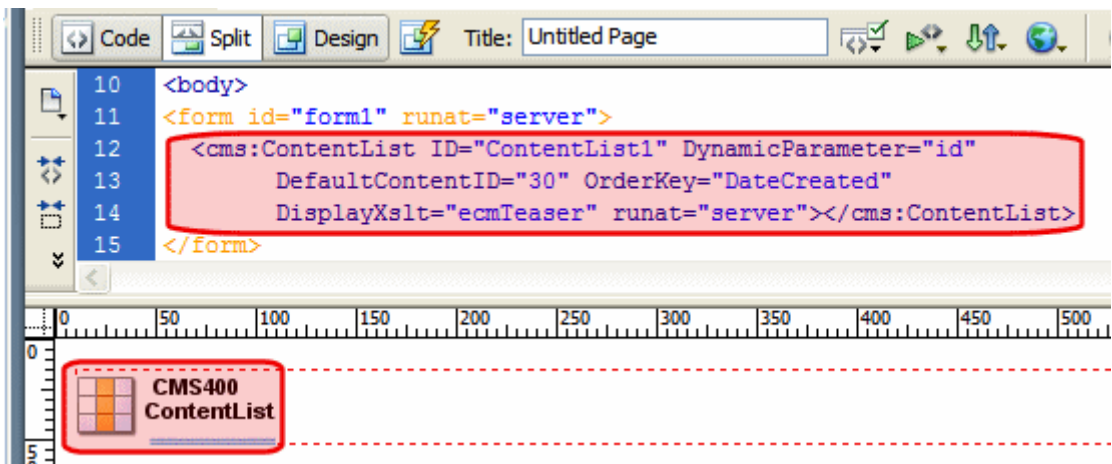 Code Split Design Title: Untitled Page
10 <body>
11 <form id="form1" runat="server">
12 <cms:ContentList ID="ContentList1" DynamicParameter="id"
13 DefaultContentID="30" OrderKey="DateCreated"
14 DisplayXslt="ecmTeaser" runat="server"></cms:ContentList>
15 </form>
0 50 100 150 200 250 300 350 400 450 500
0
CMS400
ContentList
5